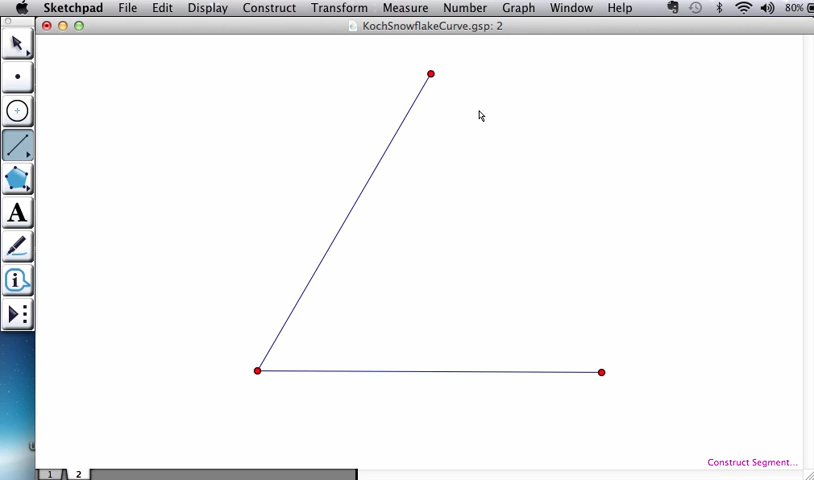 Sketchpad File Edit Display Construct Transform Measure Number Graph Window Help 80%
KochSnowflakeCurve.gsp: 2
A
i
Construct Segment...
1 2